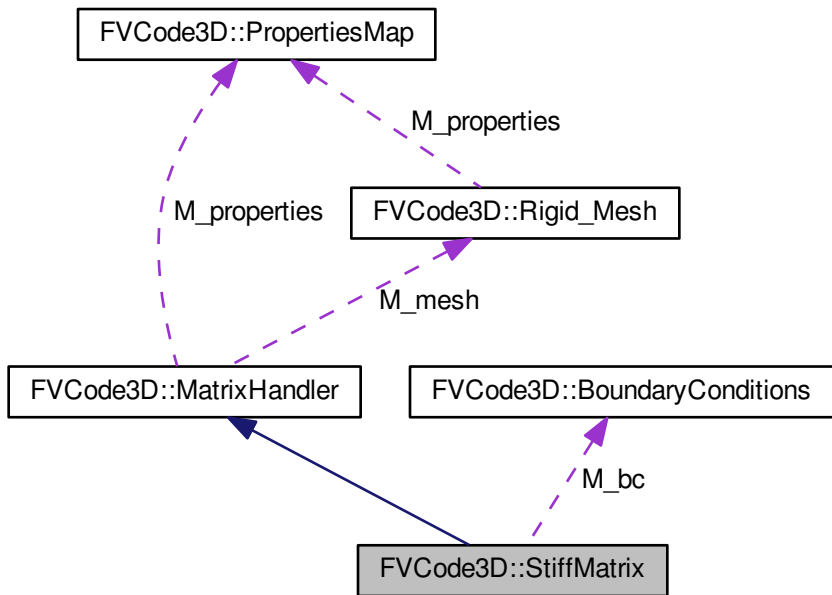 FVCode3D::PropertiesMap
M_properties
FVCode3D::Rigid_Mesh
M_properties
M_mesh
FVCode3D::MatrixHandler
FVCode3D::BoundaryConditions
M_bc
FVCode3D::StiffMatrix